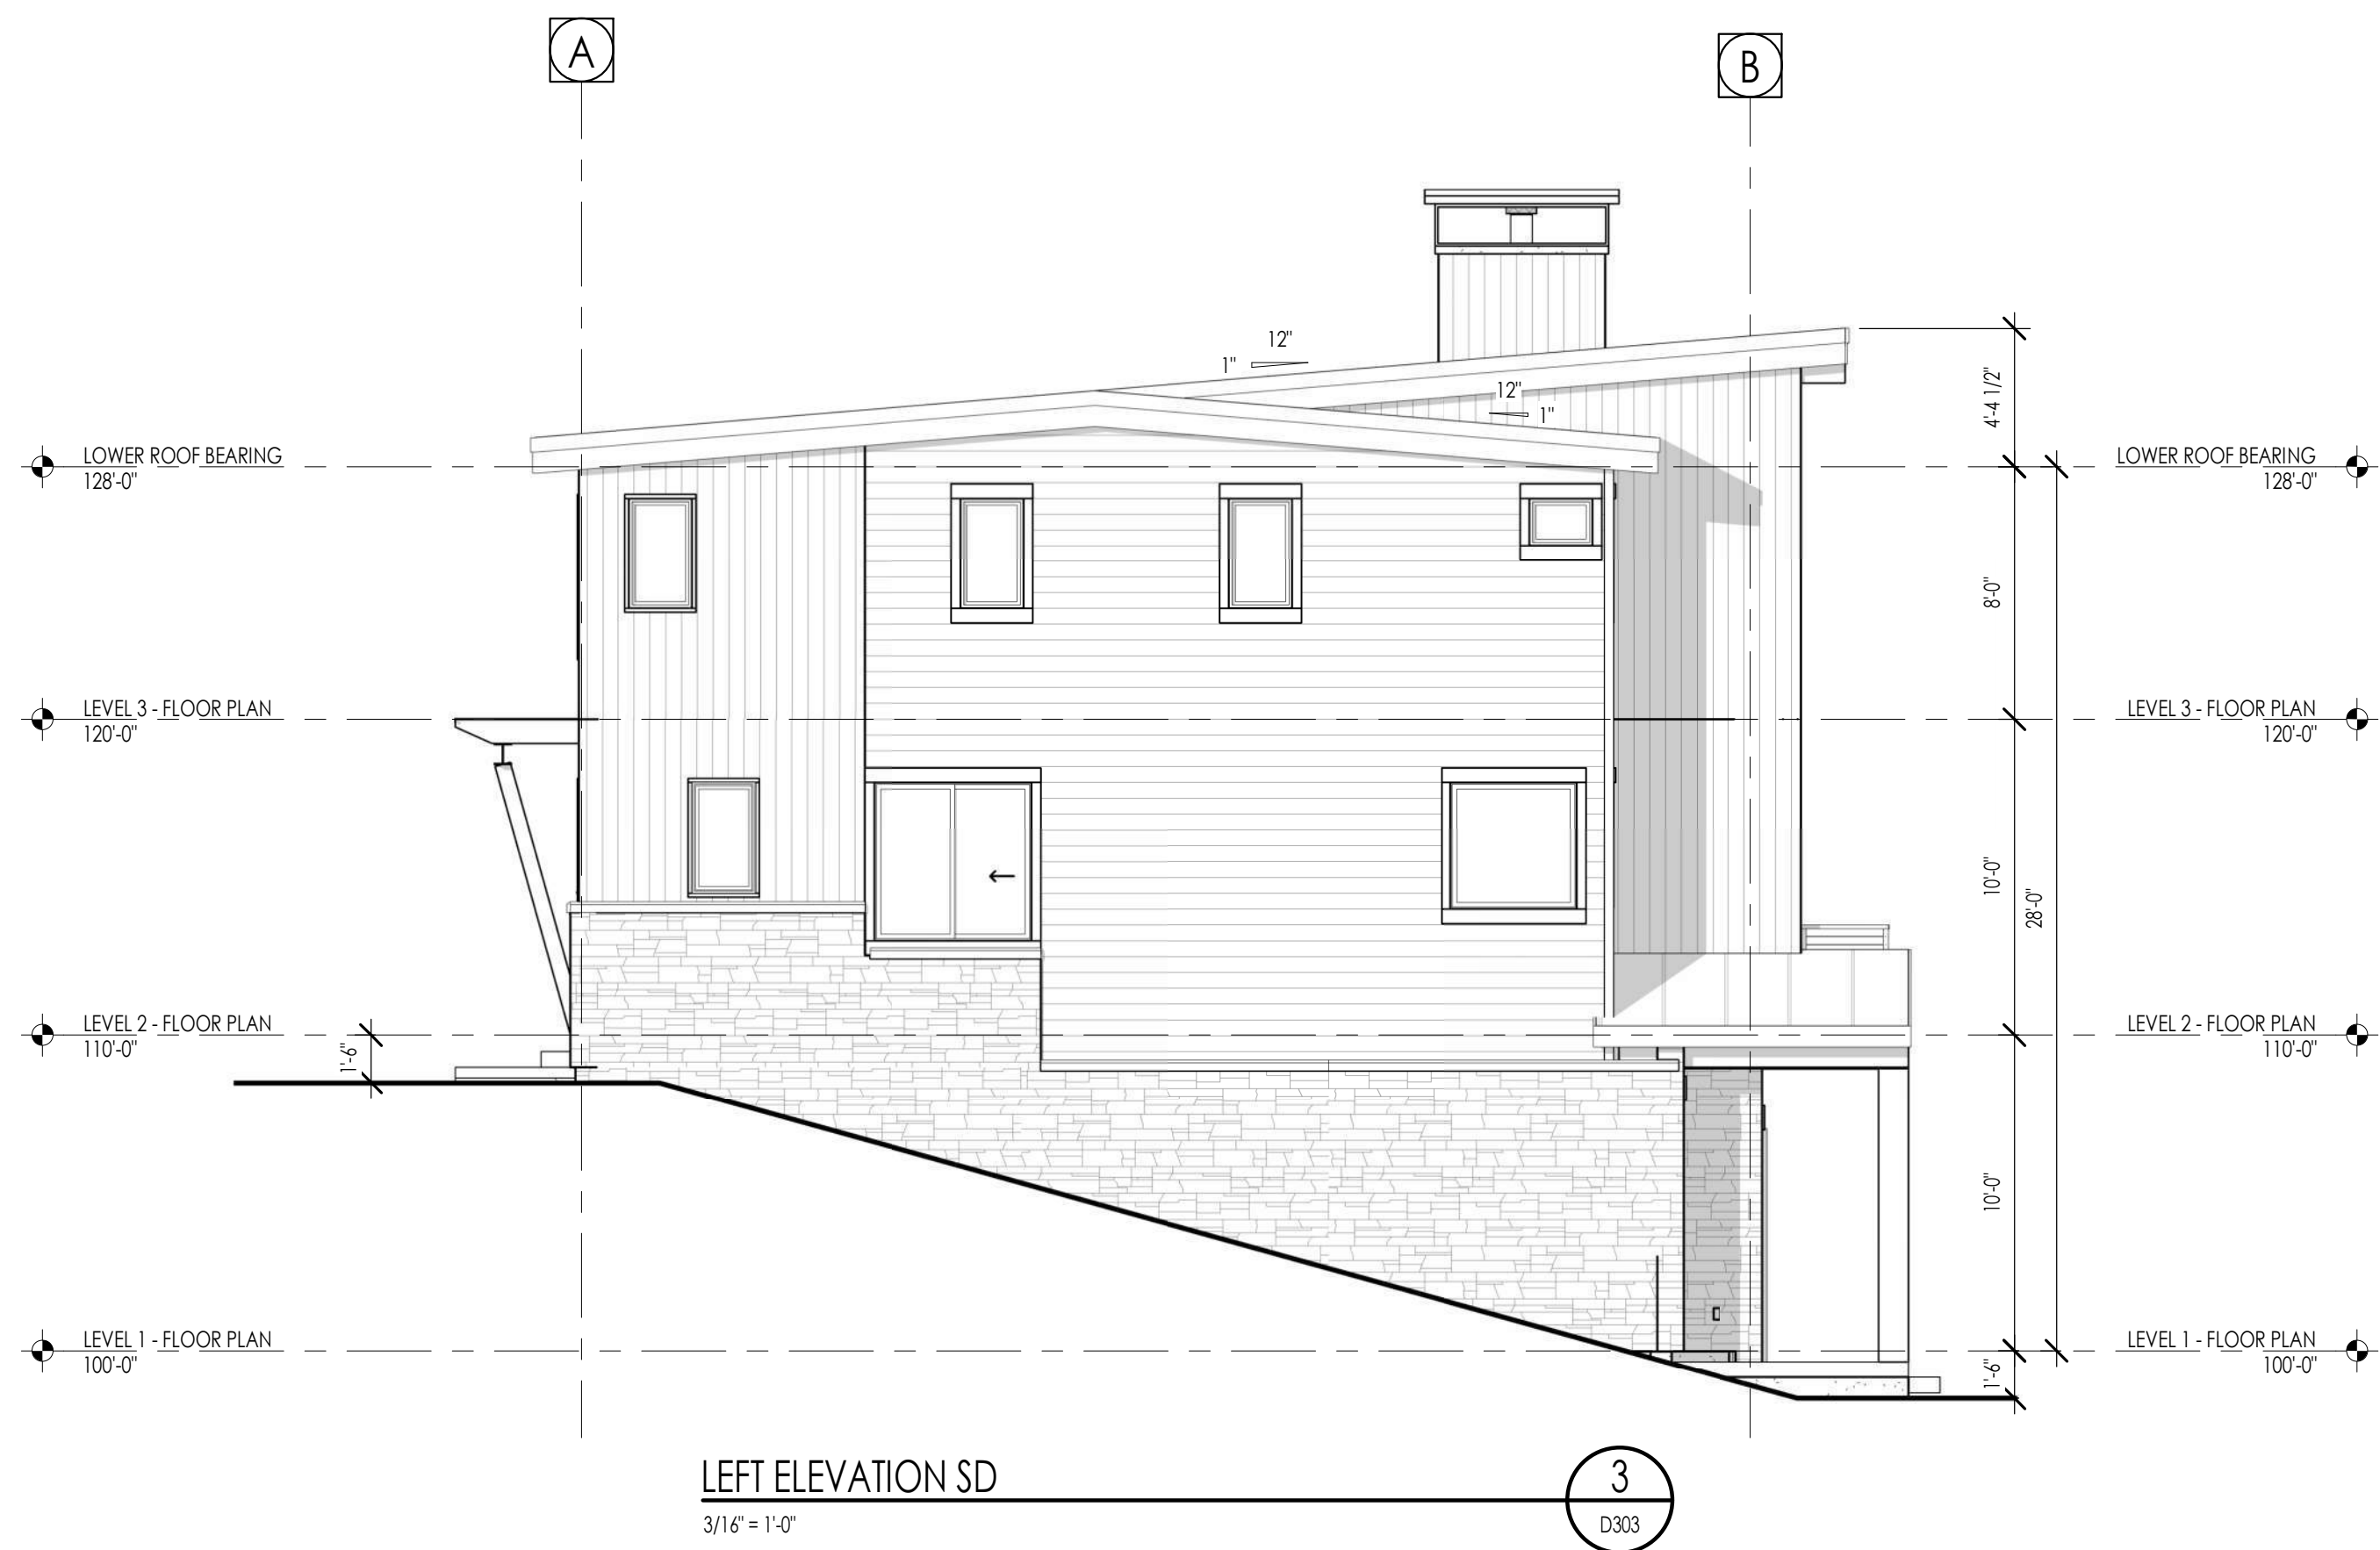 A
B
12"
1"
12"
1"
4'-4 1/2"
LOWER ROOF BEARING
128'-0"
LOWER ROOF BEARING
128'-0"
8'-0"
LEVEL 3 - FLOOR PLAN
120'-0"
LEVEL 3 - FLOOR PLAN
120'-0"
10'-0"
28'-0"
LEVEL 2 - FLOOR PLAN
110'-0"
1'-6"
LEVEL 2 - FLOOR PLAN
110'-0"
10'-0"
LEVEL 1 - FLOOR PLAN
100'-0"
LEVEL 1 - FLOOR PLAN
100'-0"
1'-6"
LEFT ELEVATION SD
3/16" = 1'-0"
3
D303